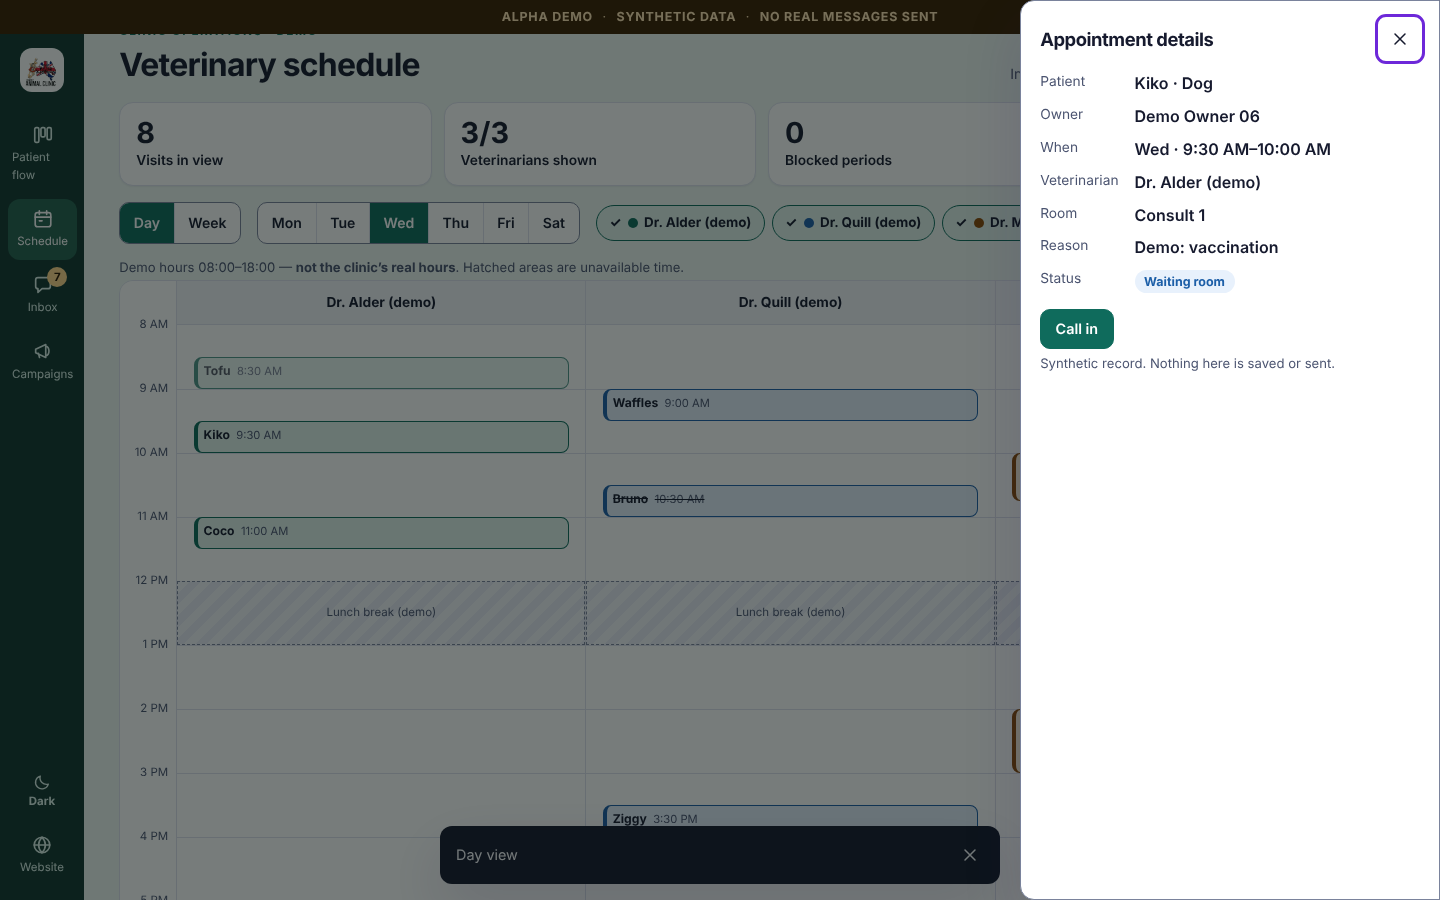 ALPHA DEMO · SYNTHETIC DATA · NO REAL MESSAGES SENT
Patient flow
Schedule
7
Inbox
Campaigns
Dark
Website
Veterinary schedule
In
8
Visits in view
3/3
Veterinarians shown
0
Blocked periods
Day Week Mon Tue Wed Thu Fri Sat ✓ Dr. Alder (demo) ✓ Dr. Quill (demo) ✓ Dr. M
Demo hours 08:00–18:00 — not the clinic’s real hours. Hatched areas are unavailable time.
Dr. Alder (demo) Dr. Quill (demo)
8 AM
Tofu 8:30 AM
9 AM
Waffles 9:00 AM
Kiko 9:30 AM
10 AM
Bruno 10:30 AM
11 AM
Coco 11:00 AM
12 PM
Lunch break (demo) Lunch break (demo)
1 PM
2 PM
3 PM
Ziggy 3:30 PM
4 PM
5 PM
Day view
Appointment details
Patient Kiko · Dog
Owner Demo Owner 06
When Wed · 9:30 AM–10:00 AM
Veterinarian Dr. Alder (demo)
Room Consult 1
Reason Demo: vaccination
Status Waiting room
Call in
Synthetic record. Nothing here is saved or sent.